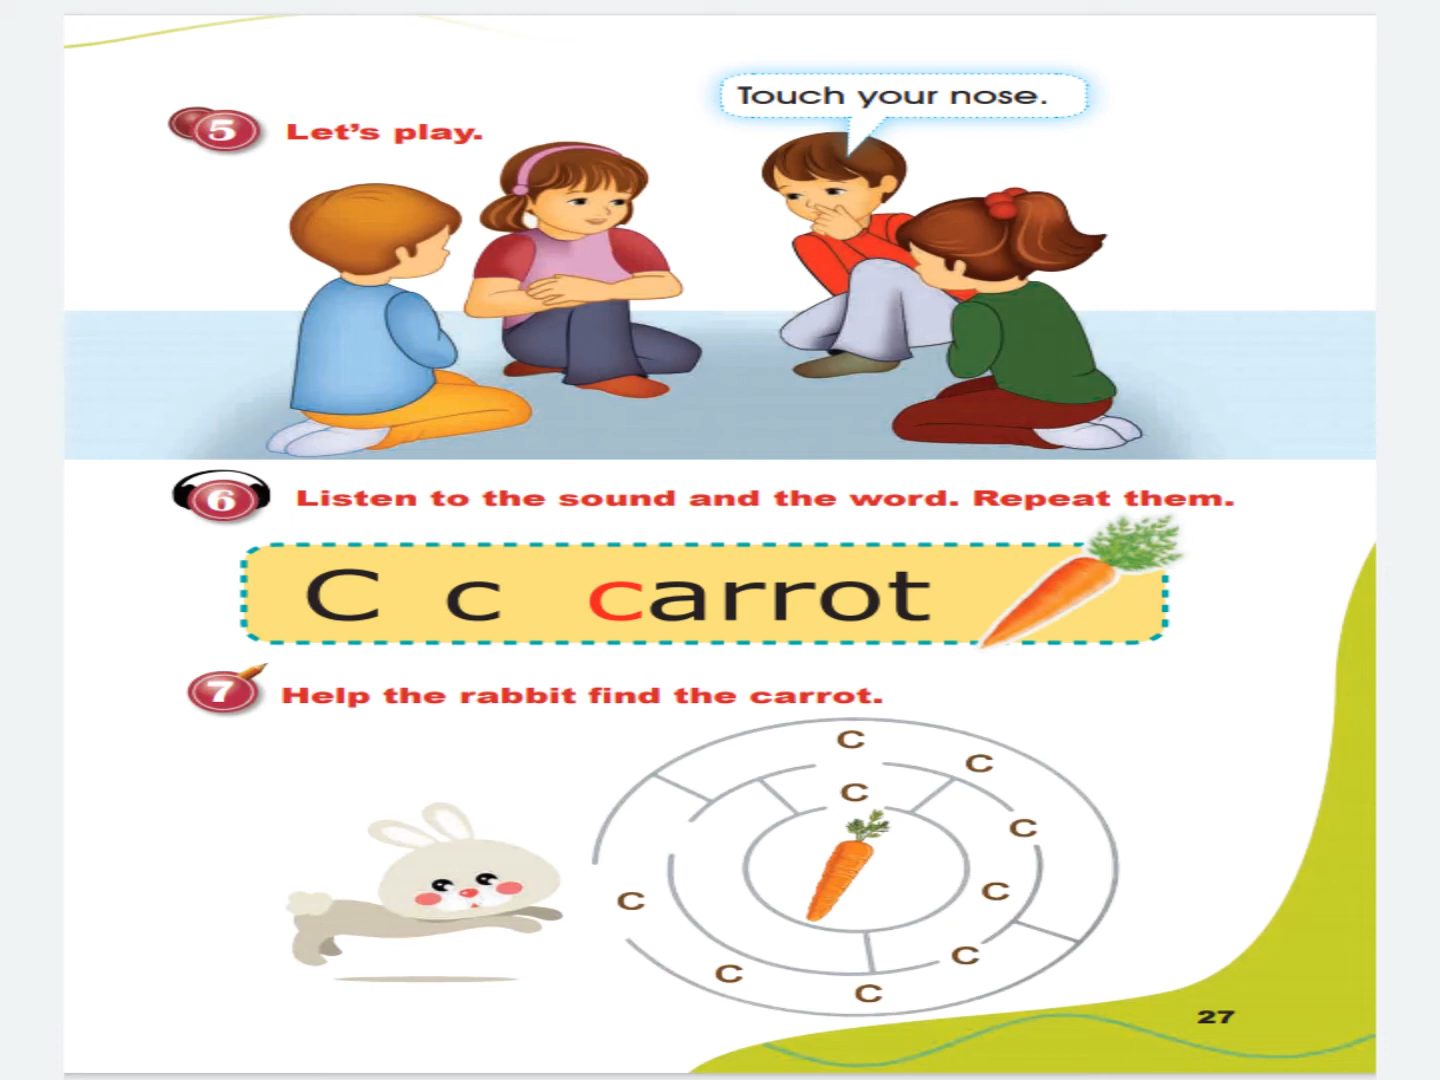 Touch your nose.
5 Let's play.
6 Listen to the sound and the word. Repeat them.
C c carrot
7 Help the rabbit find the carrot.
C
C
C
C
C
C
C
C
C
27